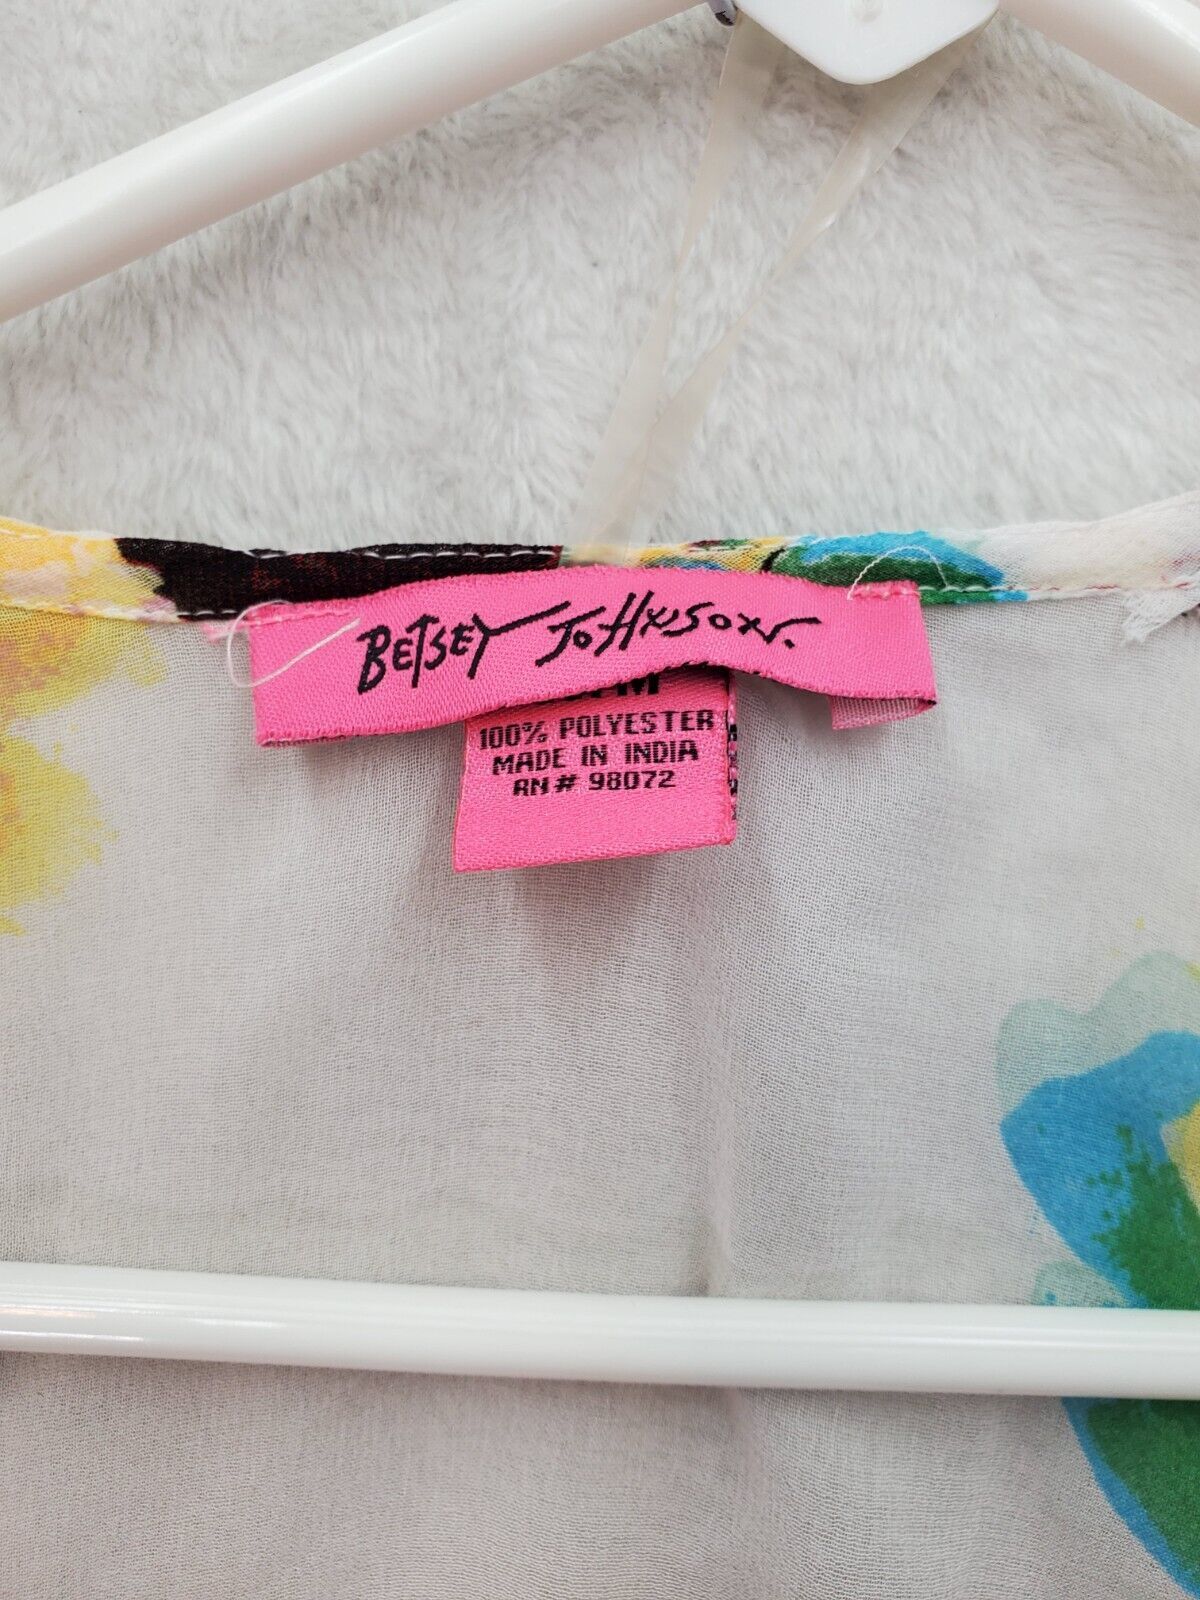 BETSEY JOHNSON.
M
100% POLYESTER
MADE IN INDIA
RN# 98072